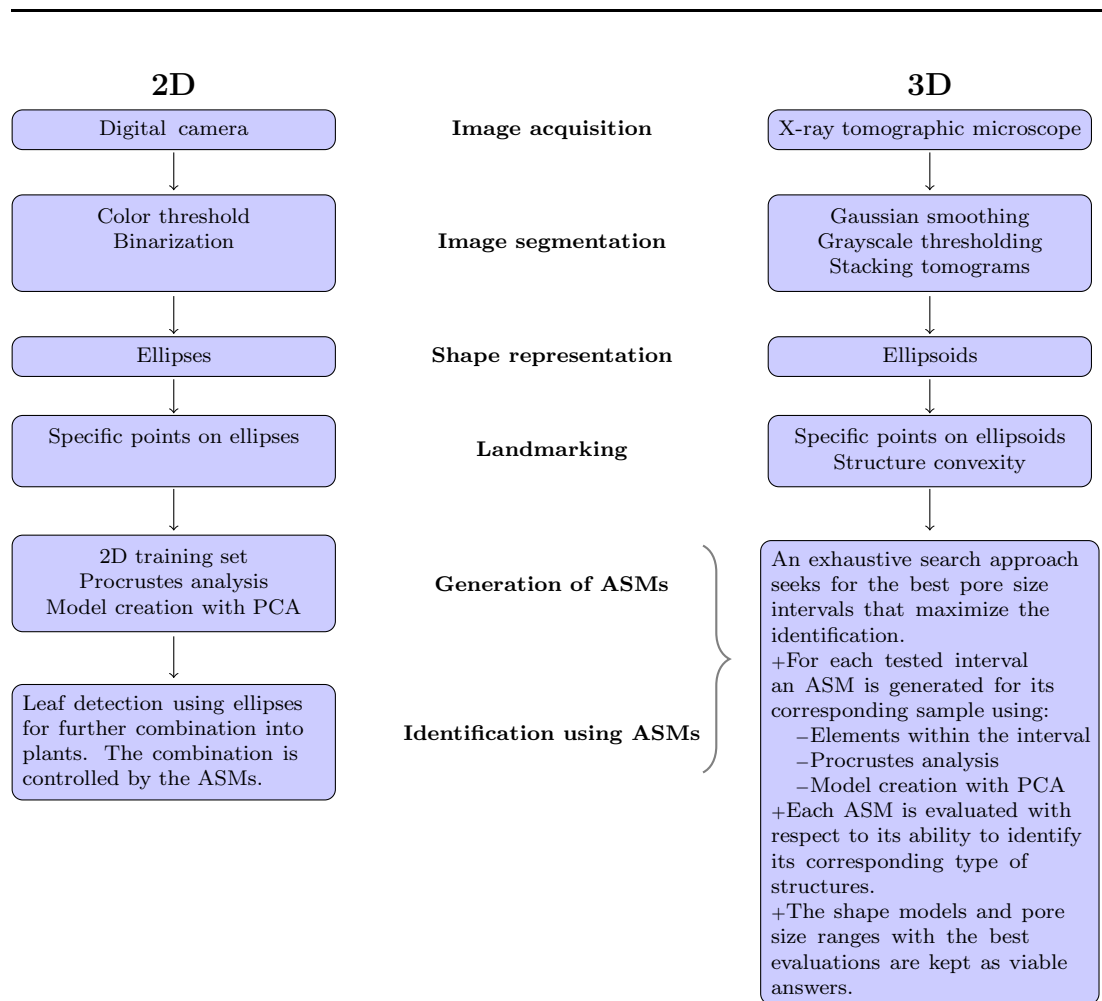 2D
3D
Digital camera
Image acquisition
X-ray tomographic microscope
Color threshold
Binarization
Image segmentation
Gaussian smoothing
Grayscale thresholding
Stacking tomograms
Ellipses
Shape representation
Ellipsoids
Specific points on ellipses
Landmarking
Specific points on ellipsoids
Structure convexity
2D training set
Procrustes analysis
Model creation with PCA
Generation of ASMs
Leaf detection using ellipses
for further combination into
plants. The combination is
controlled by the ASMs.
Identification using ASMs
An exhaustive search approach
seeks for the best pore size
intervals that maximize the
identification.
+For each tested interval
an ASM is generated for its
corresponding sample using:
−Elements within the interval
−Procrustes analysis
−Model creation with PCA
+Each ASM is evaluated with
respect to its ability to identify
its corresponding type of
structures.
+The shape models and pore
size ranges with the best
evaluations are kept as viable
answers.